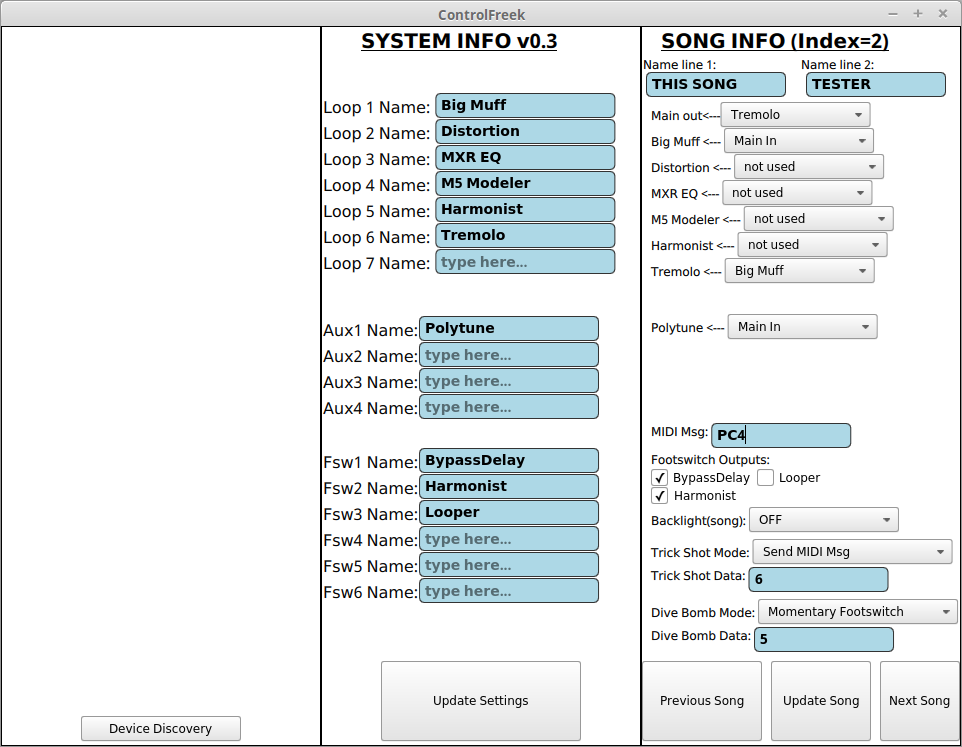 ControlFreek
SYSTEM INFO v0.3
Loop 1 Name: Big Muff
Loop 2 Name: Distortion
Loop 3 Name: MXR EQ
Loop 4 Name: M5 Modeler
Loop 5 Name: Harmonist
Loop 6 Name: Tremolo
Loop 7 Name: type here...
Aux1 Name: Polytune
Aux2 Name: type here...
Aux3 Name: type here...
Aux4 Name: type here...
Fsw1 Name: BypassDelay
Fsw2 Name: Harmonist
Fsw3 Name: Looper
Fsw4 Name: type here...
Fsw5 Name: type here...
Fsw6 Name: type here...
Update Settings
Device Discovery
SONG INFO (Index=2)
Name line 1: Name line 2:
THIS SONG TESTER
Main out<--- Tremolo
Big Muff <--- Main In
Distortion <--- not used
MXR EQ <--- not used
M5 Modeler <--- not used
Harmonist <--- not used
Tremolo <--- Big Muff
Polytune <--- Main In
MIDI Msg: PC4
Footswitch Outputs:
BypassDelay Looper
Harmonist
Backlight(song): OFF
Trick Shot Mode: Send MIDI Msg
Trick Shot Data: 6
Dive Bomb Mode: Momentary Footswitch
Dive Bomb Data: 5
Previous Song Update Song Next Song